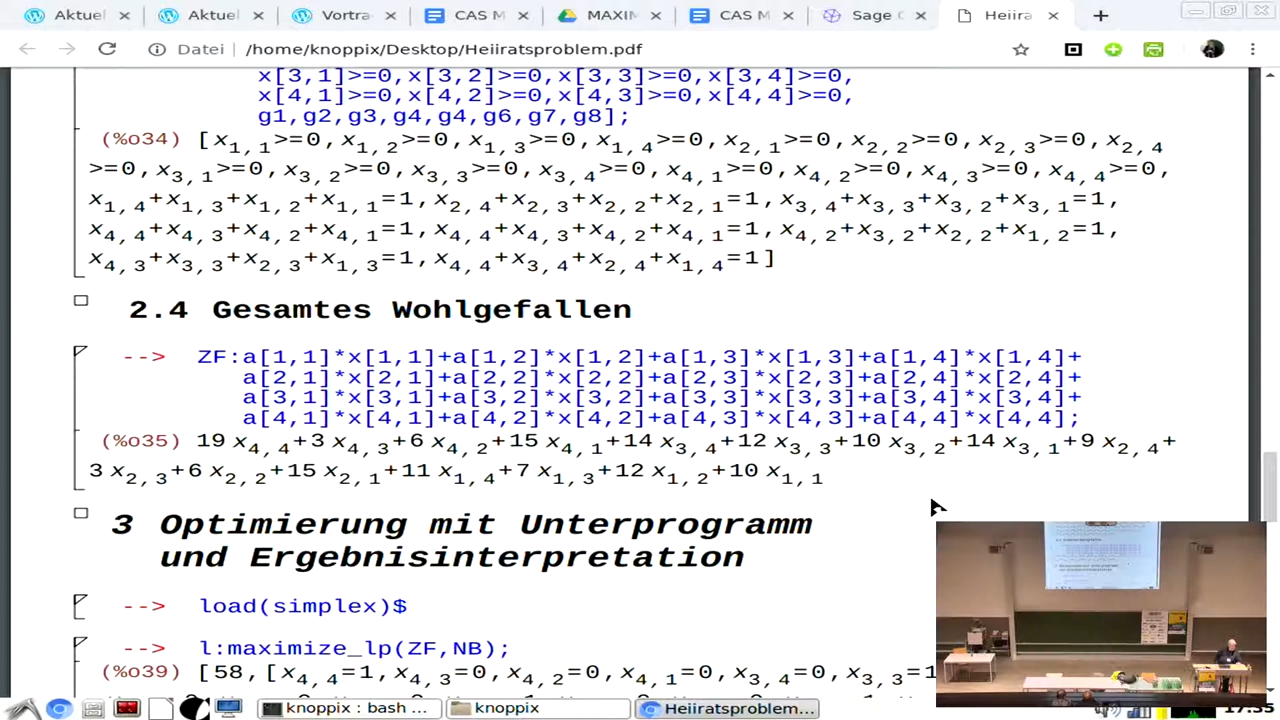 Aktuel
Aktuel
Vortra
CAS M
MAXIM
CAS M
Sage
Heiira
Datei
/home/knoppix/Desktop/Heiiratsproblem.pdf
x[3,1]>=0,x[3,2]>=0,x[3,3]>=0,x[3,4]>=0,
x[4,1]>=0,x[4,2]>=0,x[4,3]>=0,x[4,4]>=0,
g1,g2,g3,g4,g4,g6,g7,g8];
(%o34) [x1,1>=0,x1,2>=0,x1,3>=0,x1,4>=0,x2,1>=0,x2,2>=0,x2,3>=0,x2,4
>=0,x3,1>=0,x3,2>=0,x3,3>=0,x3,4>=0,x4,1>=0,x4,2>=0,x4,3>=0,x4,4>=0,
x1,4+x1,3+x1,2+x1,1=1,x2,4+x2,3+x2,2+x2,1=1,x3,4+x3,3+x3,2+x3,1=1,
x4,4+x4,3+x4,2+x4,1=1,x4,4+x4,3+x4,2+x4,1=1,x4,2+x3,2+x2,2+x1,2=1,
x4,3+x3,3+x2,3+x1,3=1,x4,4+x3,4+x2,4+x1,4=1]
2.4 Gesamtes Wohlgefallen
--> ZF:a[1,1]*x[1,1]+a[1,2]*x[1,2]+a[1,3]*x[1,3]+a[1,4]*x[1,4]+
a[2,1]*x[2,1]+a[2,2]*x[2,2]+a[2,3]*x[2,3]+a[2,4]*x[2,4]+
a[3,1]*x[3,1]+a[3,2]*x[3,2]+a[3,3]*x[3,3]+a[3,4]*x[3,4]+
a[4,1]*x[4,1]+a[4,2]*x[4,2]+a[4,3]*x[4,3]+a[4,4]*x[4,4];
(%o35) 19 x4,4+3 x4,3+6 x4,2+15 x4,1+14 x3,4+12 x3,3+10 x3,2+14 x3,1+9 x2,4+
3 x2,3+6 x2,2+15 x2,1+11 x1,4+7 x1,3+12 x1,2+10 x1,1
3 Optimierung mit Unterprogramm
und Ergebnisinterpretation
--> load(simplex)$
--> l:maximize_lp(ZF,NB);
(%o39) [58,[x4,4=1,x4,3=0,x4,2=0,x4,1=0,x3,4=0,x3,3=1
knoppix : bash ...
knoppix
Heiiratsproblem...
17:35